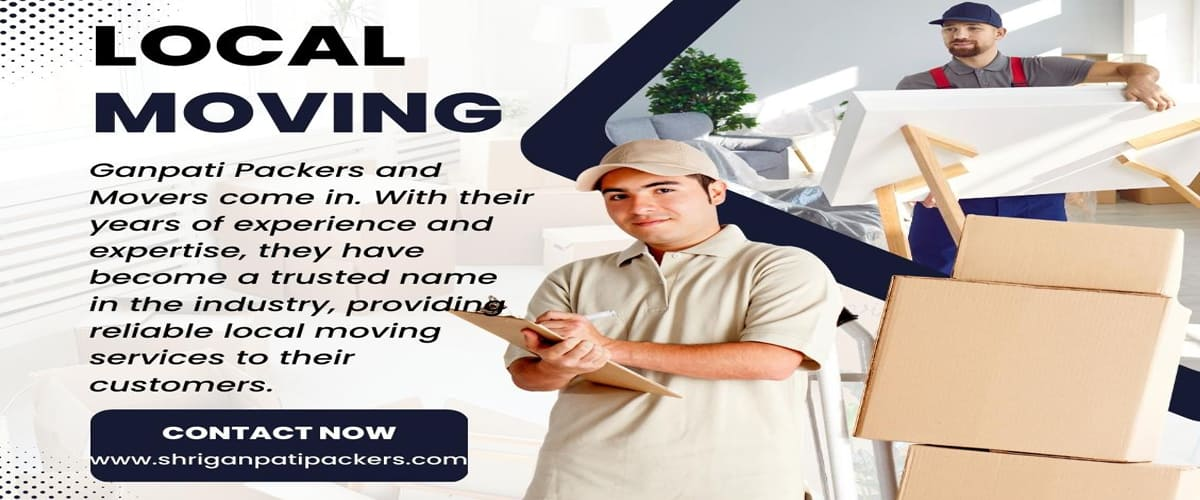 LOCAL
MOVING
Ganpati Packers and
Movers come in. With their
years of experience and
expertise, they have
become a trusted name
in the industry, providing
reliable local moving
services to their
customers.
CONTACT NOW
www.shriganpatipackers.com